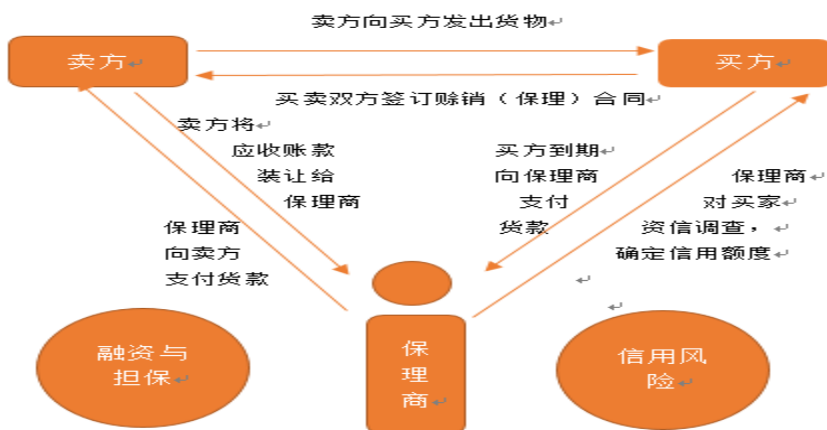 卖方向买方发出货物
卖方
买方
买卖双方签订赊销（保理）合同
卖方将
应收账款
装让给
保理商
买方到期
向保理商
支付
货款
保理商
对买家
资信调查，
确定信用额度
保理商
向卖方
支付货款
融资与
担保
保
理
商
信用风
险